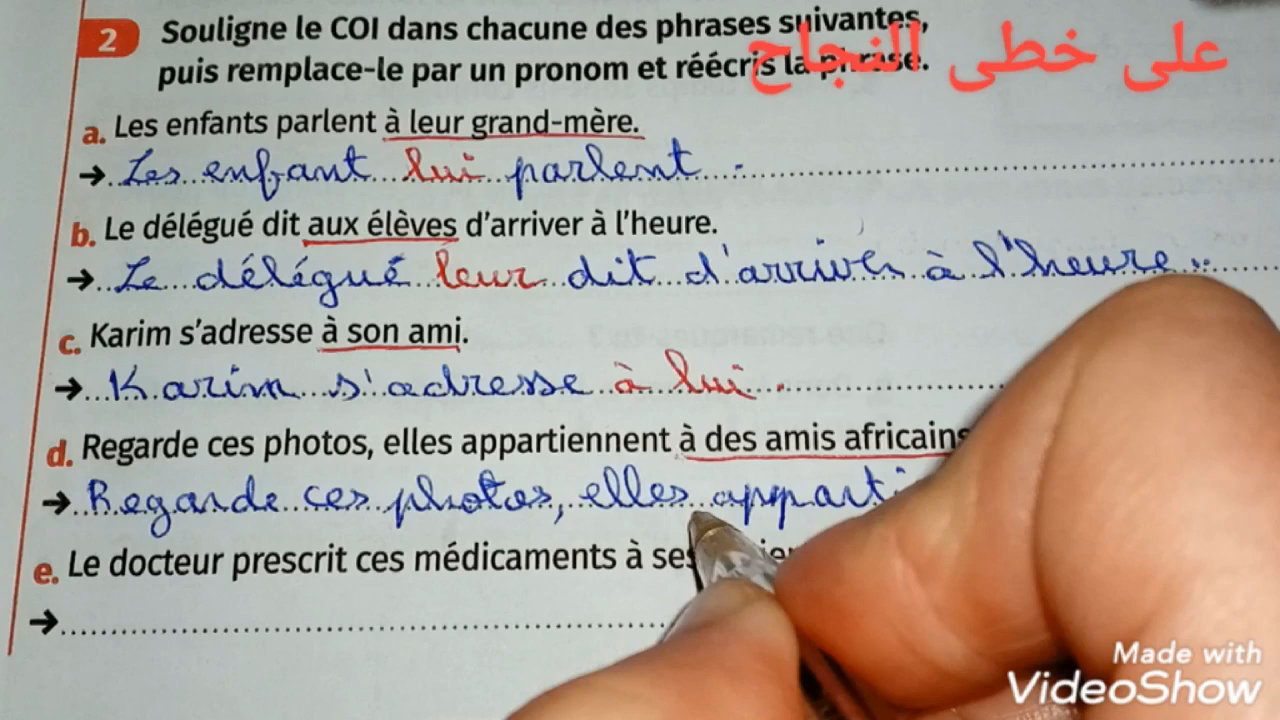 2 Souligne le COI dans chacune des phrases suivantes,
puis remplace-le par un pronom et réécris la phrase.
على خطى النجاح
a. Les enfants parlent à leur grand-mère.
→ Les enfant lui parlent.
b. Le délégué dit aux élèves d'arriver à l'heure.
→ Le délégué leur dit d'arriver à l'heure.
c. Karim s'adresse à son ami.
→ Karim s'adresse à lui.
d. Regarde ces photos, elles appartiennent à des amis africains
→ Regarde ces photos, elles apparti
e. Le docteur prescrit ces médicaments à ses
→
Made with
VideoShow